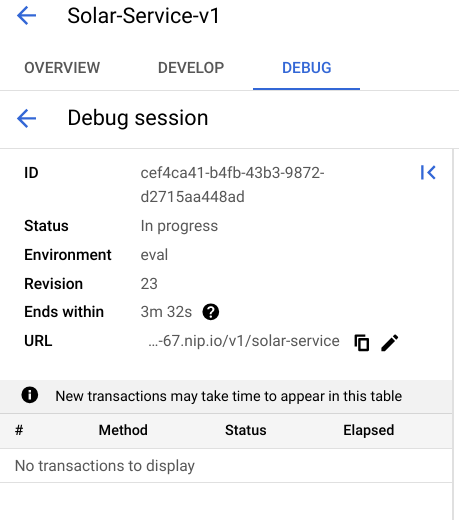 Solar-Service-v1
OVERVIEW DEVELOP DEBUG
Debug session
ID cef4ca41-b4fb-43b3-9872-
d2715aa448ad
Status In progress
Environment eval
Revision 23
Ends within 3m 32s
URL ...-67.nip.io/v1/solar-service
New transactions may take time to appear in this table
# Method Status Elapsed
No transactions to display